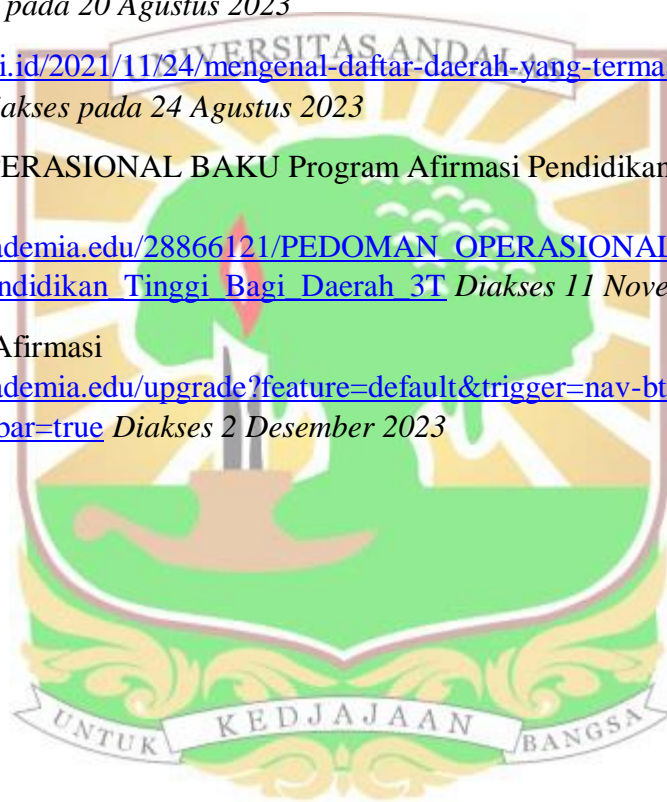 pada 20 Agustus 2023
UNIVERSITAS ANDALAS
i.id/2021/11/24/mengenal-daftar-daerah-yang-terma
akses pada 24 Agustus 2023
ERASIONAL BAKU Program Afirmasi Pendidikan
ademia.edu/28866121/PEDOMAN_OPERASIONAL
ndidikan_Tinggi_Bagi_Daerah_3T Diakses 11 Nove
Afirmasi
ademia.edu/upgrade?feature=default&trigger=nav-bt
bar=true Diakses 2 Desember 2023
UNTUK KEDJAJAAN BANGSA